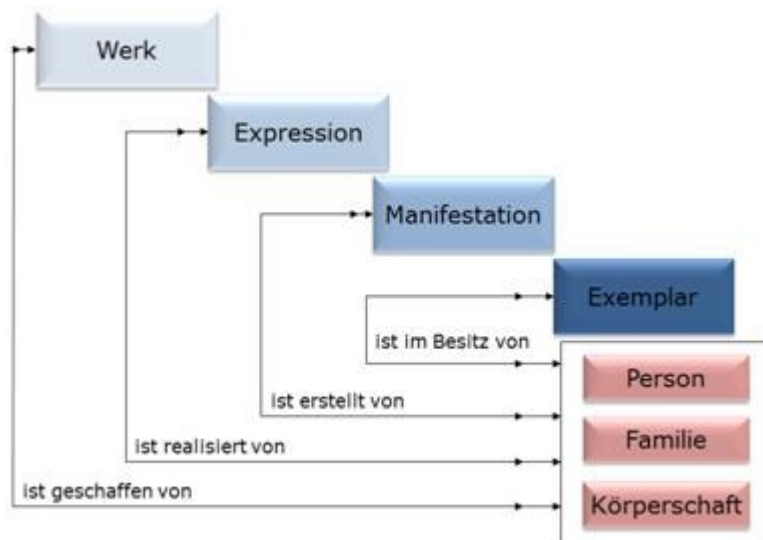 Werk
Expression
Manifestation
Exemplar
ist im Besitz von
Person
ist erstellt von
Familie
ist realisiert von
ist geschaffen von
Körperschaft